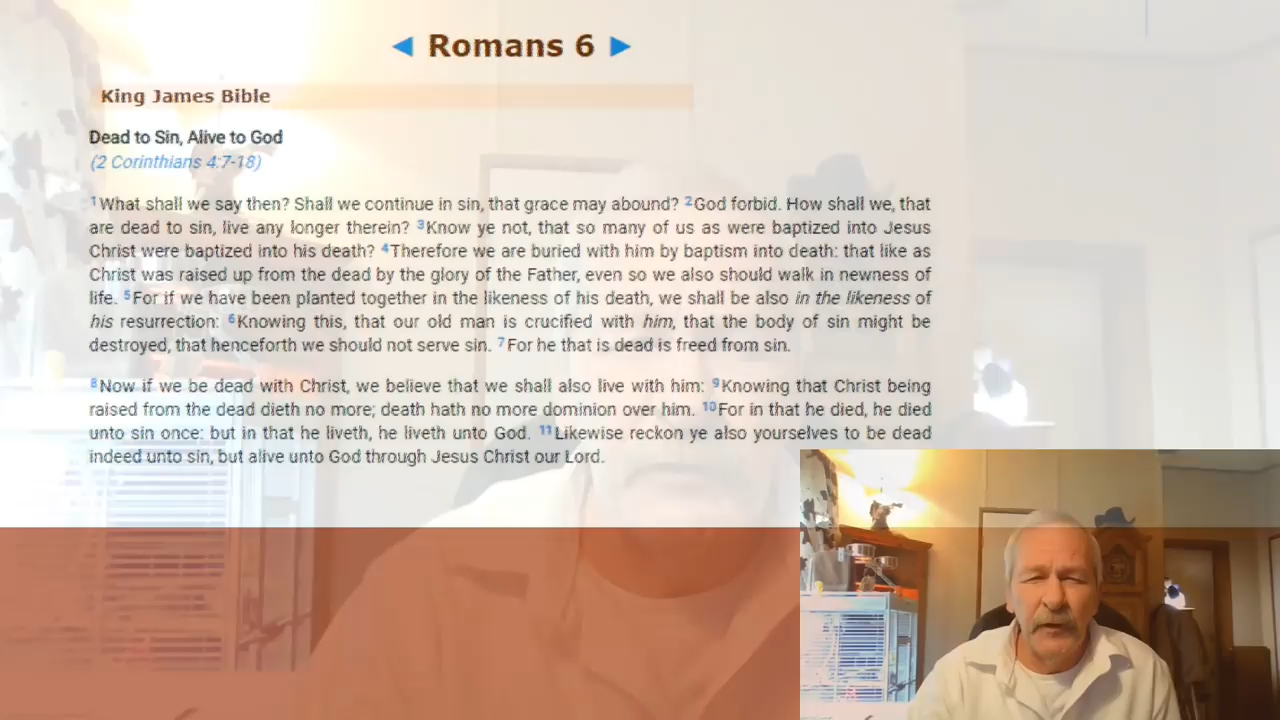 ◄ Romans 6 ►
King James Bible
Dead to Sin, Alive to God
(2 Corinthians 4:7-18)
1What shall we say then? Shall we continue in sin, that grace may abound? 2God forbid. How shall we, that
are dead to sin, live any longer therein? 3Know ye not, that so many of us as were baptized into Jesus
Christ were baptized into his death? 4Therefore we are buried with him by baptism into death: that like as
Christ was raised up from the dead by the glory of the Father, even so we also should walk in newness of
life. 5For if we have been planted together in the likeness of his death, we shall be also in the likeness of
his resurrection: 6Knowing this, that our old man is crucified with him, that the body of sin might be
destroyed, that henceforth we should not serve sin. 7For he that is dead is freed from sin.
8Now if we be dead with Christ, we believe that we shall also live with him: 9Knowing that Christ being
raised from the dead dieth no more; death hath no more dominion over him. 10For in that he died, he died
unto sin once: but in that he liveth, he liveth unto God. 11Likewise reckon ye also yourselves to be dead
indeed unto sin, but alive unto God through Jesus Christ our Lord.